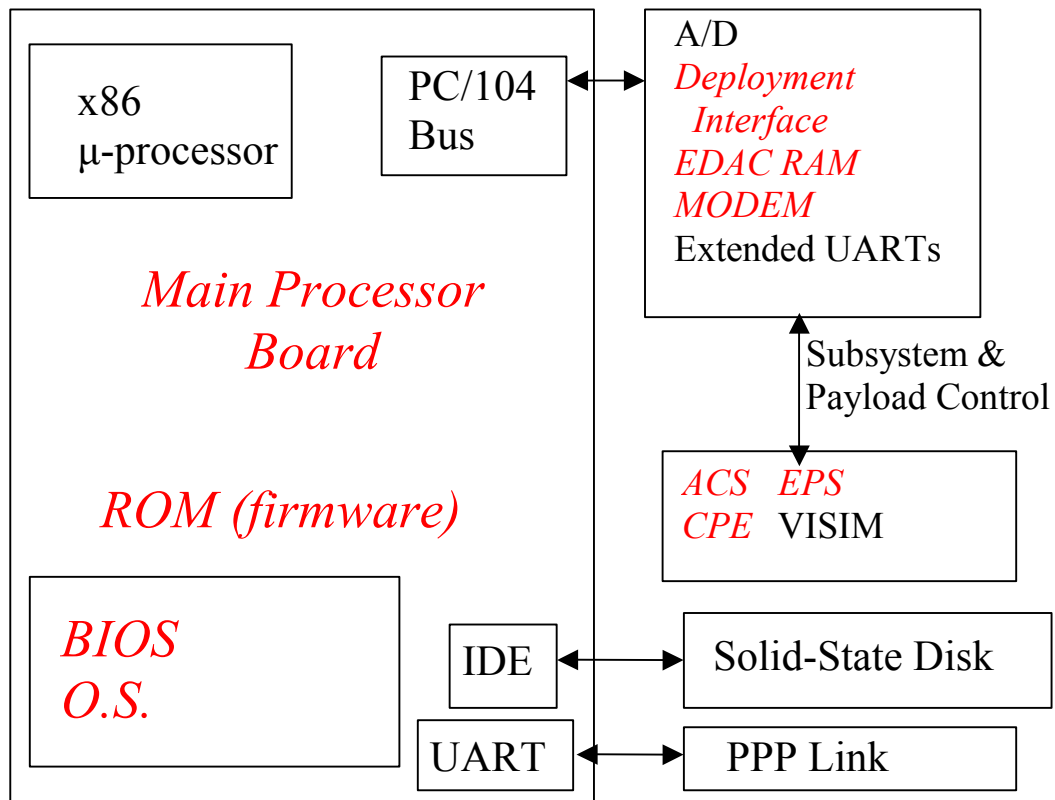 x86
μ-processor
PC/104
Bus
Main Processor
Board
ROM (firmware)
BIOS
O.S.
IDE
UART
A/D
Deployment
Interface
EDAC RAM
MODEM
Extended UARTs
Subsystem &
Payload Control
ACS EPS
CPE VISIM
Solid-State Disk
PPP Link